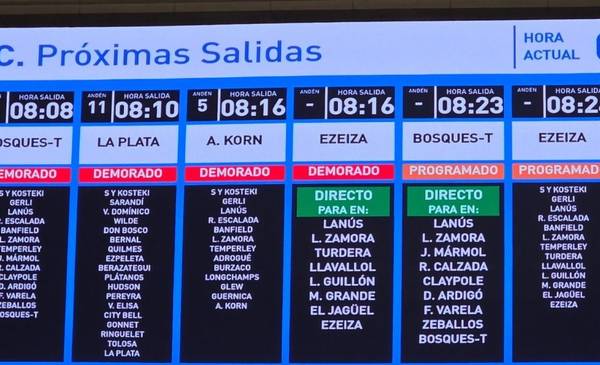 C. Próximas Salidas
HORA
ACTUAL
HORA SALIDA
08:08
OSQUES-T
DEMORADO
S Y KOSTEKI
GERLI
LANÚS
R. ESCALADA
BANFIELD
L. ZAMORA
TEMPERLEY
J. MÁRMOL
R. CALZADA
CLAYPOLE
D. ARDIGÓ
F. VARELA
ZEBALLOS
BOSQUES-T
ANDÉN
11
HORA SALIDA
08:10
LA PLATA
DEMORADO
S Y KOSTEKI
SARANDÍ
V. DOMÍNICO
WILDE
DON BOSCO
BERNAL
QUILMES
EZPELETA
BERAZATEGUI
PLÁTANOS
HUDSON
PEREYRA
V. ELISA
CITY BELL
GONNET
RINGUELET
TOLOSA
LA PLATA
ANDÉN
5
HORA SALIDA
08:16
A. KORN
DEMORADO
S Y KOSTEKI
GERLI
LANÚS
R. ESCALADA
BANFIELD
L. ZAMORA
TEMPERLEY
ADROGUÉ
BURZACO
LONGCHAMPS
GLEW
GUERNICA
A. KORN
ANDÉN
-
HORA SALIDA
08:16
EZEIZA
DEMORADO
DIRECTO
PARA EN:
LANÚS
L. ZAMORA
TURDERA
LLAVALLOL
L. GUILLÓN
M. GRANDE
EL JAGÜEL
EZEIZA
ANDÉN
-
HORA SALIDA
08:23
BOSQUES-T
PROGRAMADO
DIRECTO
PARA EN:
LANÚS
L. ZAMORA
J. MÁRMOL
R. CALZADA
CLAYPOLE
D. ARDIGÓ
F. VARELA
ZEBALLOS
BOSQUES-T
ANDÉN
-
HORA SALIDA
08:2
EZEIZA
PROGRAMAD
S Y KOSTEKI
GERLI
LANÚS
R. ESCALADA
BANFIELD
L. ZAMORA
TEMPERLEY
TURDERA
LLAVALLOL
L. GUILLÓN
M. GRANDE
EL JAGÜEL
EZEIZA